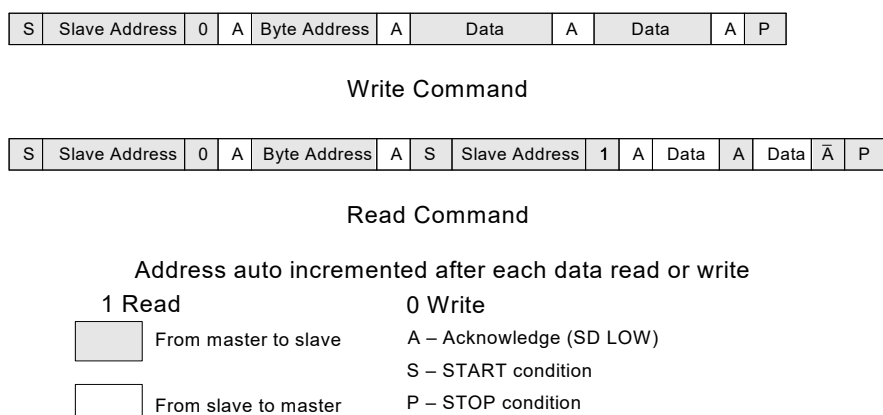 S Slave Address 0 A Byte Address A Data A Data A P
Write Command
S Slave Address 0 A Byte Address A S Slave Address 1 A Data A Data A̅ P
Read Command
Address auto incremented after each data read or write
1 Read 0 Write
From master to slave A – Acknowledge (SD LOW)
S – START condition
From slave to master P – STOP condition